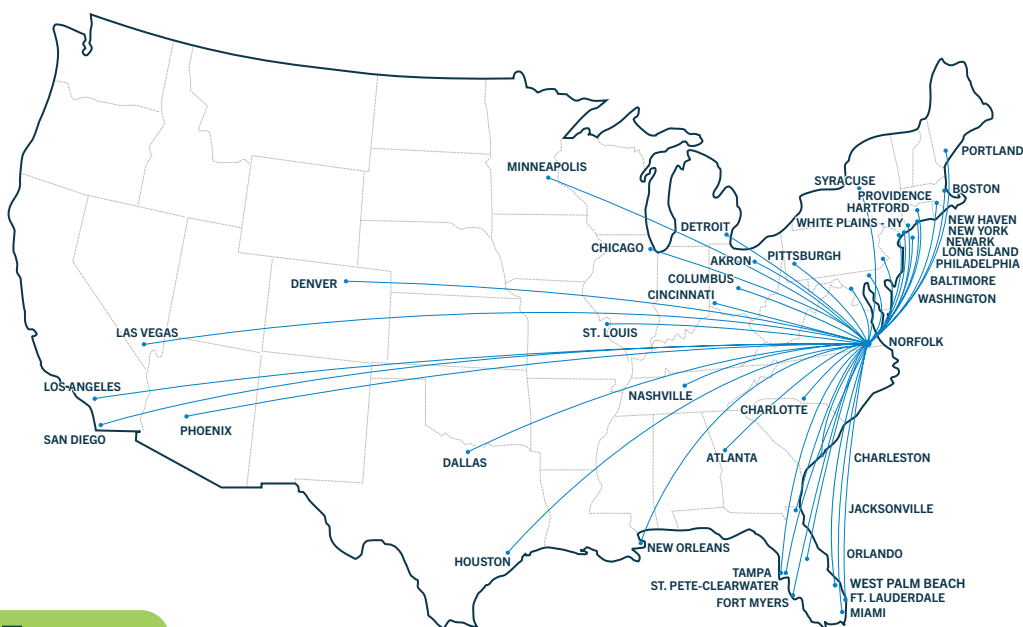 PORTLAND
MINNEAPOLIS
SYRACUSE
BOSTON
PROVIDENCE
HARTFORD
WHITE PLAINS - NY
NEW HAVEN
DETROIT
NEW YORK
NEWARK
CHICAGO
LONG ISLAND
AKRON
PITTSBURGH
PHILADELPHIA
COLUMBUS
BALTIMORE
DENVER
CINCINNATI
WASHINGTON
LAS VEGAS
ST. LOUIS
NORFOLK
LOS ANGELES
NASHVILLE
CHARLOTTE
PHOENIX
SAN DIEGO
DALLAS
ATLANTA
CHARLESTON
JACKSONVILLE
NEW ORLEANS
ORLANDO
HOUSTON
TAMPA
ST. PETE-CLEARWATER
WEST PALM BEACH
FT. LAUDERDALE
FORT MYERS
MIAMI